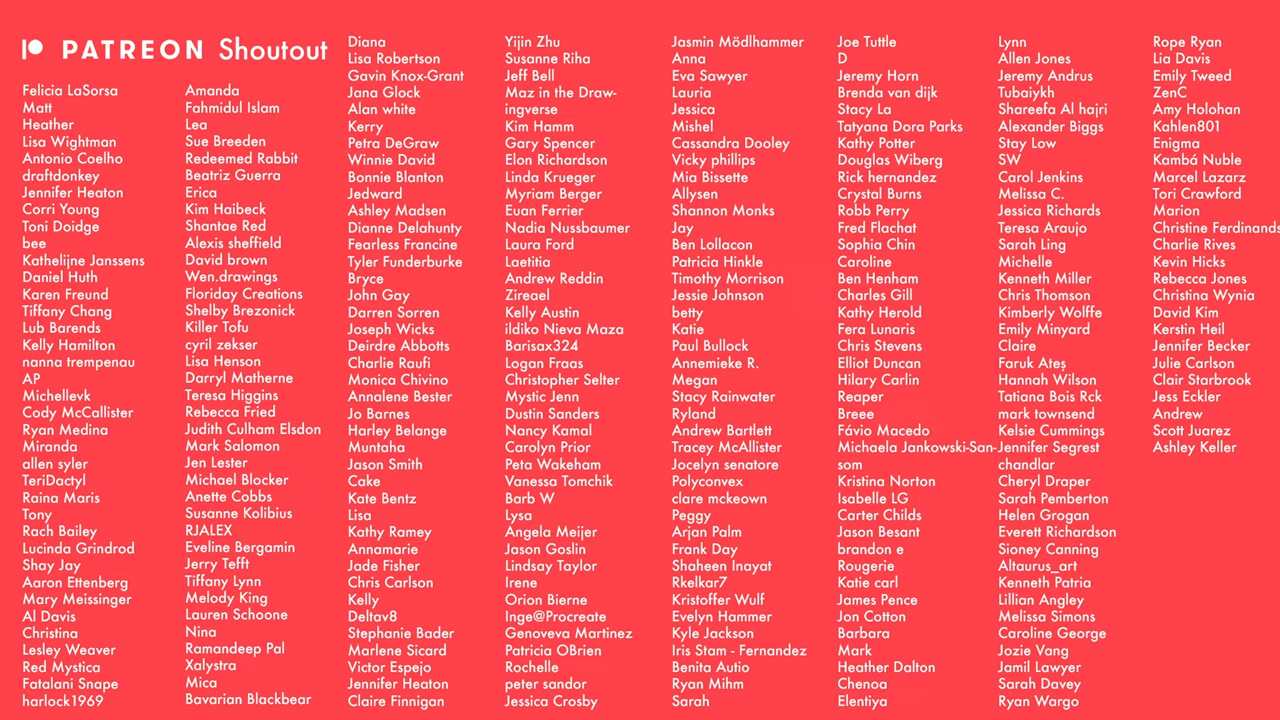 PATREON Shoutout
Felicia LaSorsa
Matt
Heather
Lisa Wightman
Antonio Coelho
draftdonkey
Jennifer Heaton
Corri Young
Toni Doidge
bee
Kathelijne Janssens
Daniel Huth
Karen Freund
Tiffany Chang
Lub Barends
Kelly Hamilton
nanna trempenau
AP
Michellevk
Cody McCallister
Ryan Medina
Miranda
allen syler
TeriDactyl
Raina Maris
Tony
Rach Bailey
Lucinda Grindrod
Shay Jay
Aaron Ettenberg
Mary Meissinger
Al Davis
Christina
Lesley Weaver
Red Mystica
Fatalani Snape
harlock1969
Amanda
Fahmidul Islam
Lea
Sue Breeden
Redeemed Rabbit
Beatriz Guerra
Erica
Kim Haibeck
Shantae Red
Alexis sheffield
David brown
Wen.drawings
Floriday Creations
Shelby Brezonick
Killer Tofu
cyril zekser
Lisa Henson
Darryl Matherne
Teresa Higgins
Rebecca Fried
Judith Culham Elsdon
Mark Salomon
Jen Lester
Michael Blocker
Anette Cobbs
Susanne Kolibius
RJALEX
Eveline Bergamin
Jerry Tefft
Tiffany Lynn
Melody King
Lauren Schoone
Nina
Ramandeep Pal
Xalystra
Mica
Bavarian Blackbear
Diana
Lisa Robertson
Gavin Knox-Grant
Jana Glock
Alan white
Kerry
Petra DeGraw
Winnie David
Bonnie Blanton
Jedward
Ashley Madsen
Dianne Delahunty
Fearless Francine
Tyler Funderburke
Bryce
John Gay
Darren Sorren
Joseph Wicks
Deirdre Abbotts
Charlie Raufi
Monica Chivino
Annalene Bester
Jo Barnes
Harley Belange
Muntaha
Jason Smith
Cake
Kate Bentz
Lisa
Kathy Ramey
Annamarie
Jade Fisher
Chris Carlson
Kelly
Deltav8
Stephanie Bader
Marlene Sicard
Victor Espejo
Jennifer Heaton
Claire Finnigan
Yijin Zhu
Susanne Riha
Jeff Bell
Maz in the Draw-
ingverse
Kim Hamm
Gary Spencer
Elon Richardson
Linda Krueger
Myriam Berger
Euan Ferrier
Nadia Nussbaumer
Laura Ford
Laetitia
Andrew Reddin
Zireael
Kelly Austin
ildiko Nieva Maza
Barisax324
Logan Fraas
Christopher Selter
Mystic Jenn
Dustin Sanders
Nancy Kamal
Carolyn Prior
Peta Wakeham
Vanessa Tomchik
Barb W
Lysa
Angela Meijer
Jason Goslin
Lindsay Taylor
Irene
Orion Bierne
Inge@Procreate
Genoveva Martinez
Patricia OBrien
Rochelle
peter sandor
Jessica Crosby
Jasmin Mödlhammer
Anna
Eva Sawyer
Lauria
Jessica
Mishel
Cassandra Dooley
Vicky phillips
Mia Bissette
Allysen
Shannon Monks
Jay
Ben Lollacon
Patricia Hinkle
Timothy Morrison
Jessie Johnson
betty
Katie
Paul Bullock
Annemieke R.
Megan
Stacy Rainwater
Ryland
Andrew Bartlett
Tracey McAllister
Jocelyn senatore
Polyconvex
clare mckeown
Peggy
Arjan Palm
Frank Day
Shaheen Inayat
Rkelkar7
Kristoffer Wulf
Evelyn Hammer
Kyle Jackson
Iris Stam - Fernandez
Benita Autio
Ryan Mihm
Sarah
Joe Tuttle
D
Jeremy Horn
Brenda van dijk
Stacy La
Tatyana Dora Parks
Kathy Potter
Douglas Wiberg
Rick hernandez
Crystal Burns
Robb Perry
Fred Flachat
Sophia Chin
Caroline
Ben Henham
Charles Gill
Kathy Herold
Fera Lunaris
Chris Stevens
Elliot Duncan
Hilary Carlin
Reaper
Breee
Fávio Macedo
Michaela Jankowski-San-
som
Kristina Norton
Isabelle LG
Carter Childs
Jason Besant
brandon e
Rougerie
Katie carl
James Pence
Jon Cotton
Barbara
Mark
Heather Dalton
Chenoa
Elentiya
Lynn
Allen Jones
Jeremy Andrus
Tubaiykh
Shareefa Al hajri
Alexander Biggs
Stay Low
SW
Carol Jenkins
Melissa C.
Jessica Richards
Teresa Araujo
Sarah Ling
Michelle
Kenneth Miller
Chris Thomson
Kimberly Wolffe
Emily Minyard
Claire
Faruk Ateş
Hannah Wilson
Tatiana Bois Rck
mark townsend
Kelsie Cummings
Jennifer Segrest
chandlar
Cheryl Draper
Sarah Pemberton
Helen Grogan
Everett Richardson
Sioney Canning
Altaurus_art
Kenneth Patria
Lillian Angley
Melissa Simons
Caroline George
Jozie Vang
Jamil Lawyer
Sarah Davey
Ryan Wargo
Rope Ryan
Lia Davis
Emily Tweed
ZenC
Amy Holohan
Kahlen801
Enigma
Kambá Nuble
Marcel Lazarz
Tori Crawford
Marion
Christine Ferdinands
Charlie Rives
Kevin Hicks
Rebecca Jones
Christina Wynia
David Kim
Kerstin Heil
Jennifer Becker
Julie Carlson
Clair Starbrook
Jess Eckler
Andrew
Scott Juarez
Ashley Keller